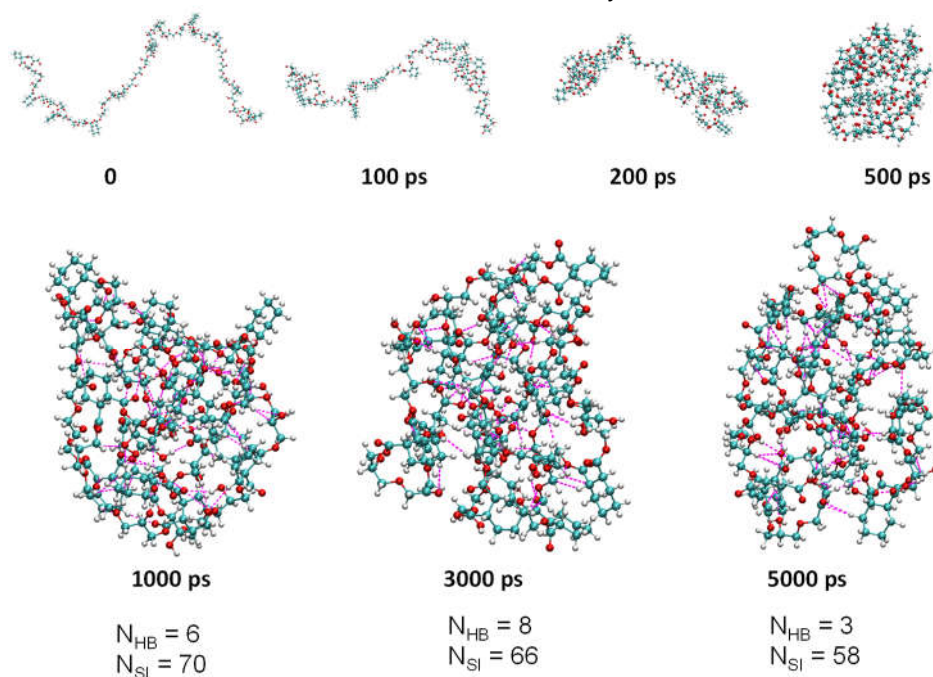 0
100 ps
200 ps
500 ps
1000 ps
3000 ps
5000 ps
N_HB = 6
N_SI = 70
N_HB = 8
N_SI = 66
N_HB = 3
N_SI = 58